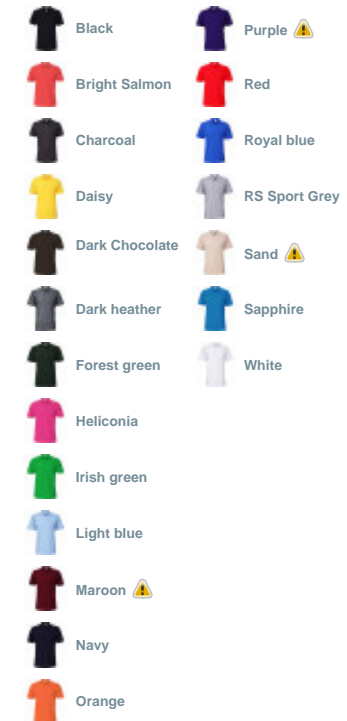 Black
Bright Salmon
Charcoal
Daisy
Dark Chocolate
Dark heather
Forest green
Heliconia
Irish green
Light blue
Maroon
Navy
Orange
Purple
Red
Royal blue
RS Sport Grey
Sand
Sapphire
White